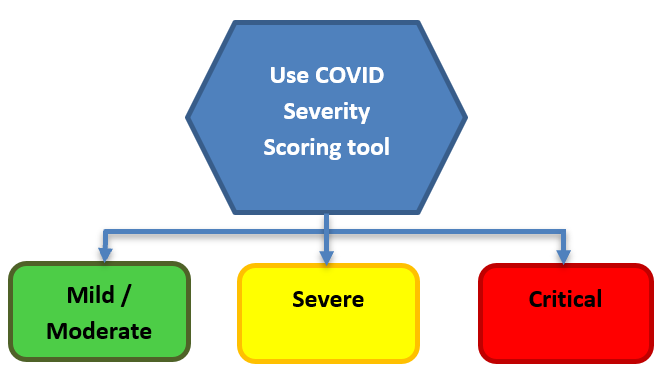 Use COVID
Severity
Scoring tool
Mild /
Moderate
Severe
Critical